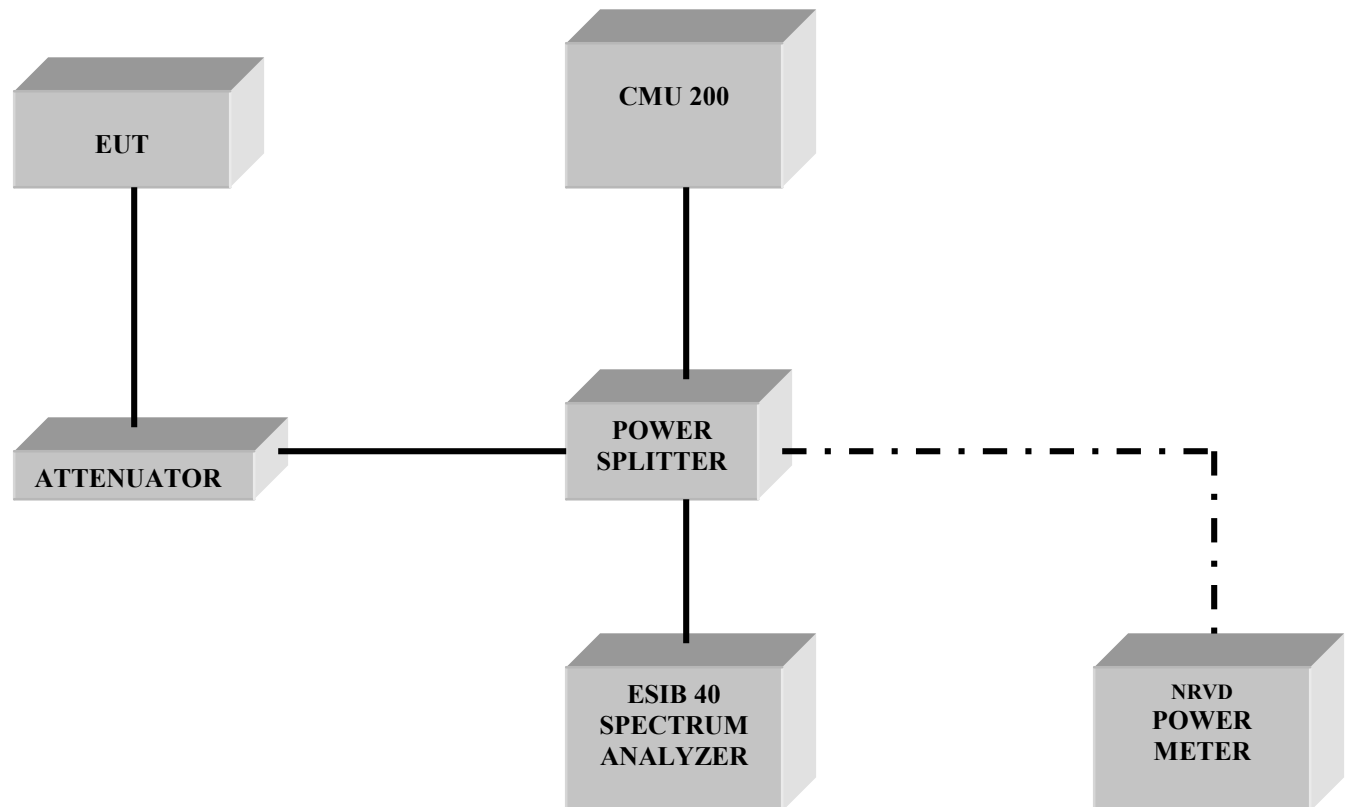 CMU 200
EUT
POWER
SPLITTER
ATTENUATOR
ESIB 40
SPECTRUM
ANALYZER
NRVD
POWER
METER